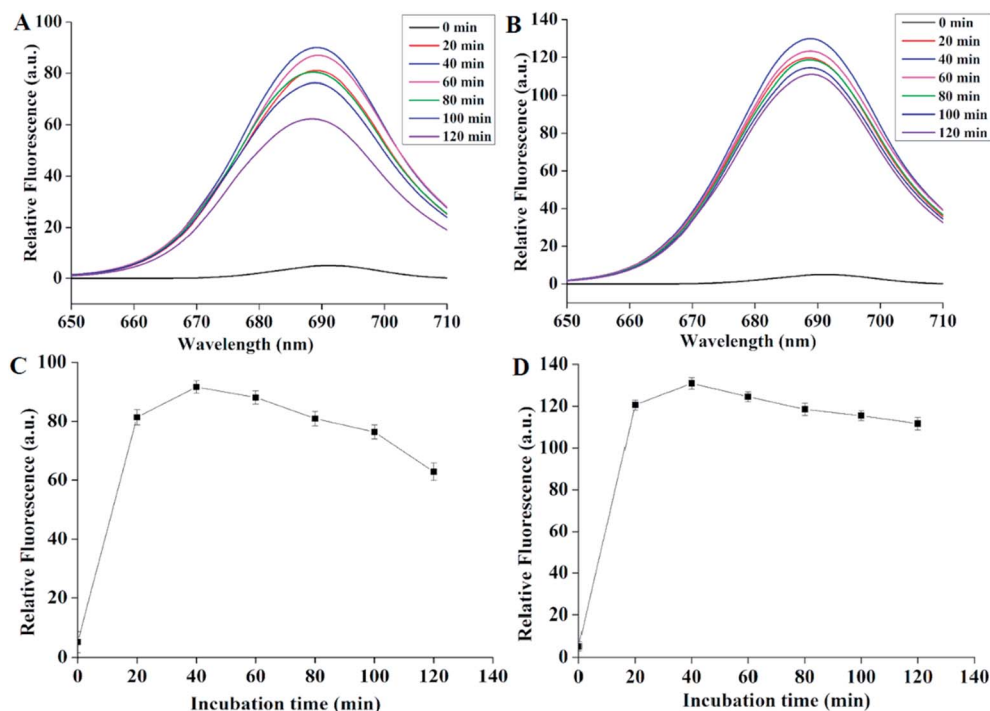 A
Relative Fluorescence (a.u.)
100
80
60
40
20
0
0 min
20 min
40 min
60 min
80 min
100 min
120 min
650 660 670 680 690 700 710
Wavelength (nm)
B
Relative Fluorescence (a.u.)
140
120
100
80
60
40
20
0
0 min
20 min
40 min
60 min
80 min
100 min
120 min
650 660 670 680 690 700 710
Wavelength (nm)
C
Relative Fluorescence (a.u.)
100
80
60
40
20
0
0 20 40 60 80 100 120 140
Incubation time (min)
D
Relative Fluorescence (a.u.)
140
120
100
80
60
40
20
0
0 20 40 60 80 100 120 140
Incubation time (min)